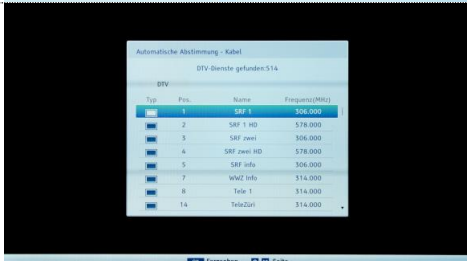 Automatische Abstimmung - Kabel
DTV-Dienste gefunden:514
DTV
Typ Pos. Name Frequenz(MHz)
1 SRF 1 306.000
2 SRF 1 HD 578.000
3 SRF zwei 306.000
4 SRF zwei HD 578.000
5 SRF info 306.000
7 WWZ Info 314.000
8 Tele 1 314.000
14 TeleZüri 314.000
Fernsehen Seite